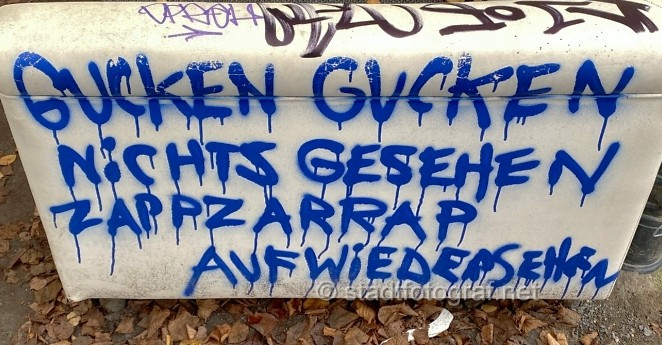 GUCKEN GUCKEN
NiCHTS GESEHEN
ZAPPZARRAP
AUFWiEDERSEHEN
© stadtfotograf.net